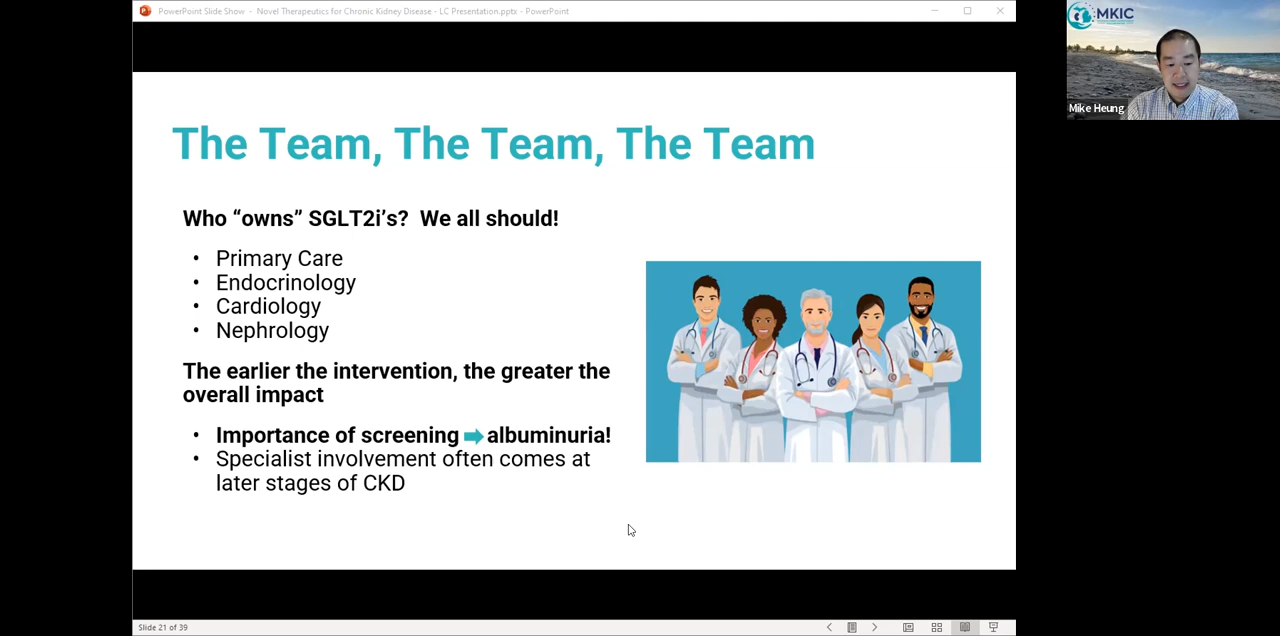 PowerPoint Slide Show - Novel Therapeutics for Chronic Kidney Disease - LC Presentation.pptx - PowerPoint
MKIC
Mike Heung
The Team, The Team, The Team
Who “owns” SGLT2i’s? We all should!
• Primary Care
• Endocrinology
• Cardiology
• Nephrology
The earlier the intervention, the greater the
overall impact
• Importance of screening ➡ albuminuria!
• Specialist involvement often comes at
later stages of CKD
Slide 21 of 39